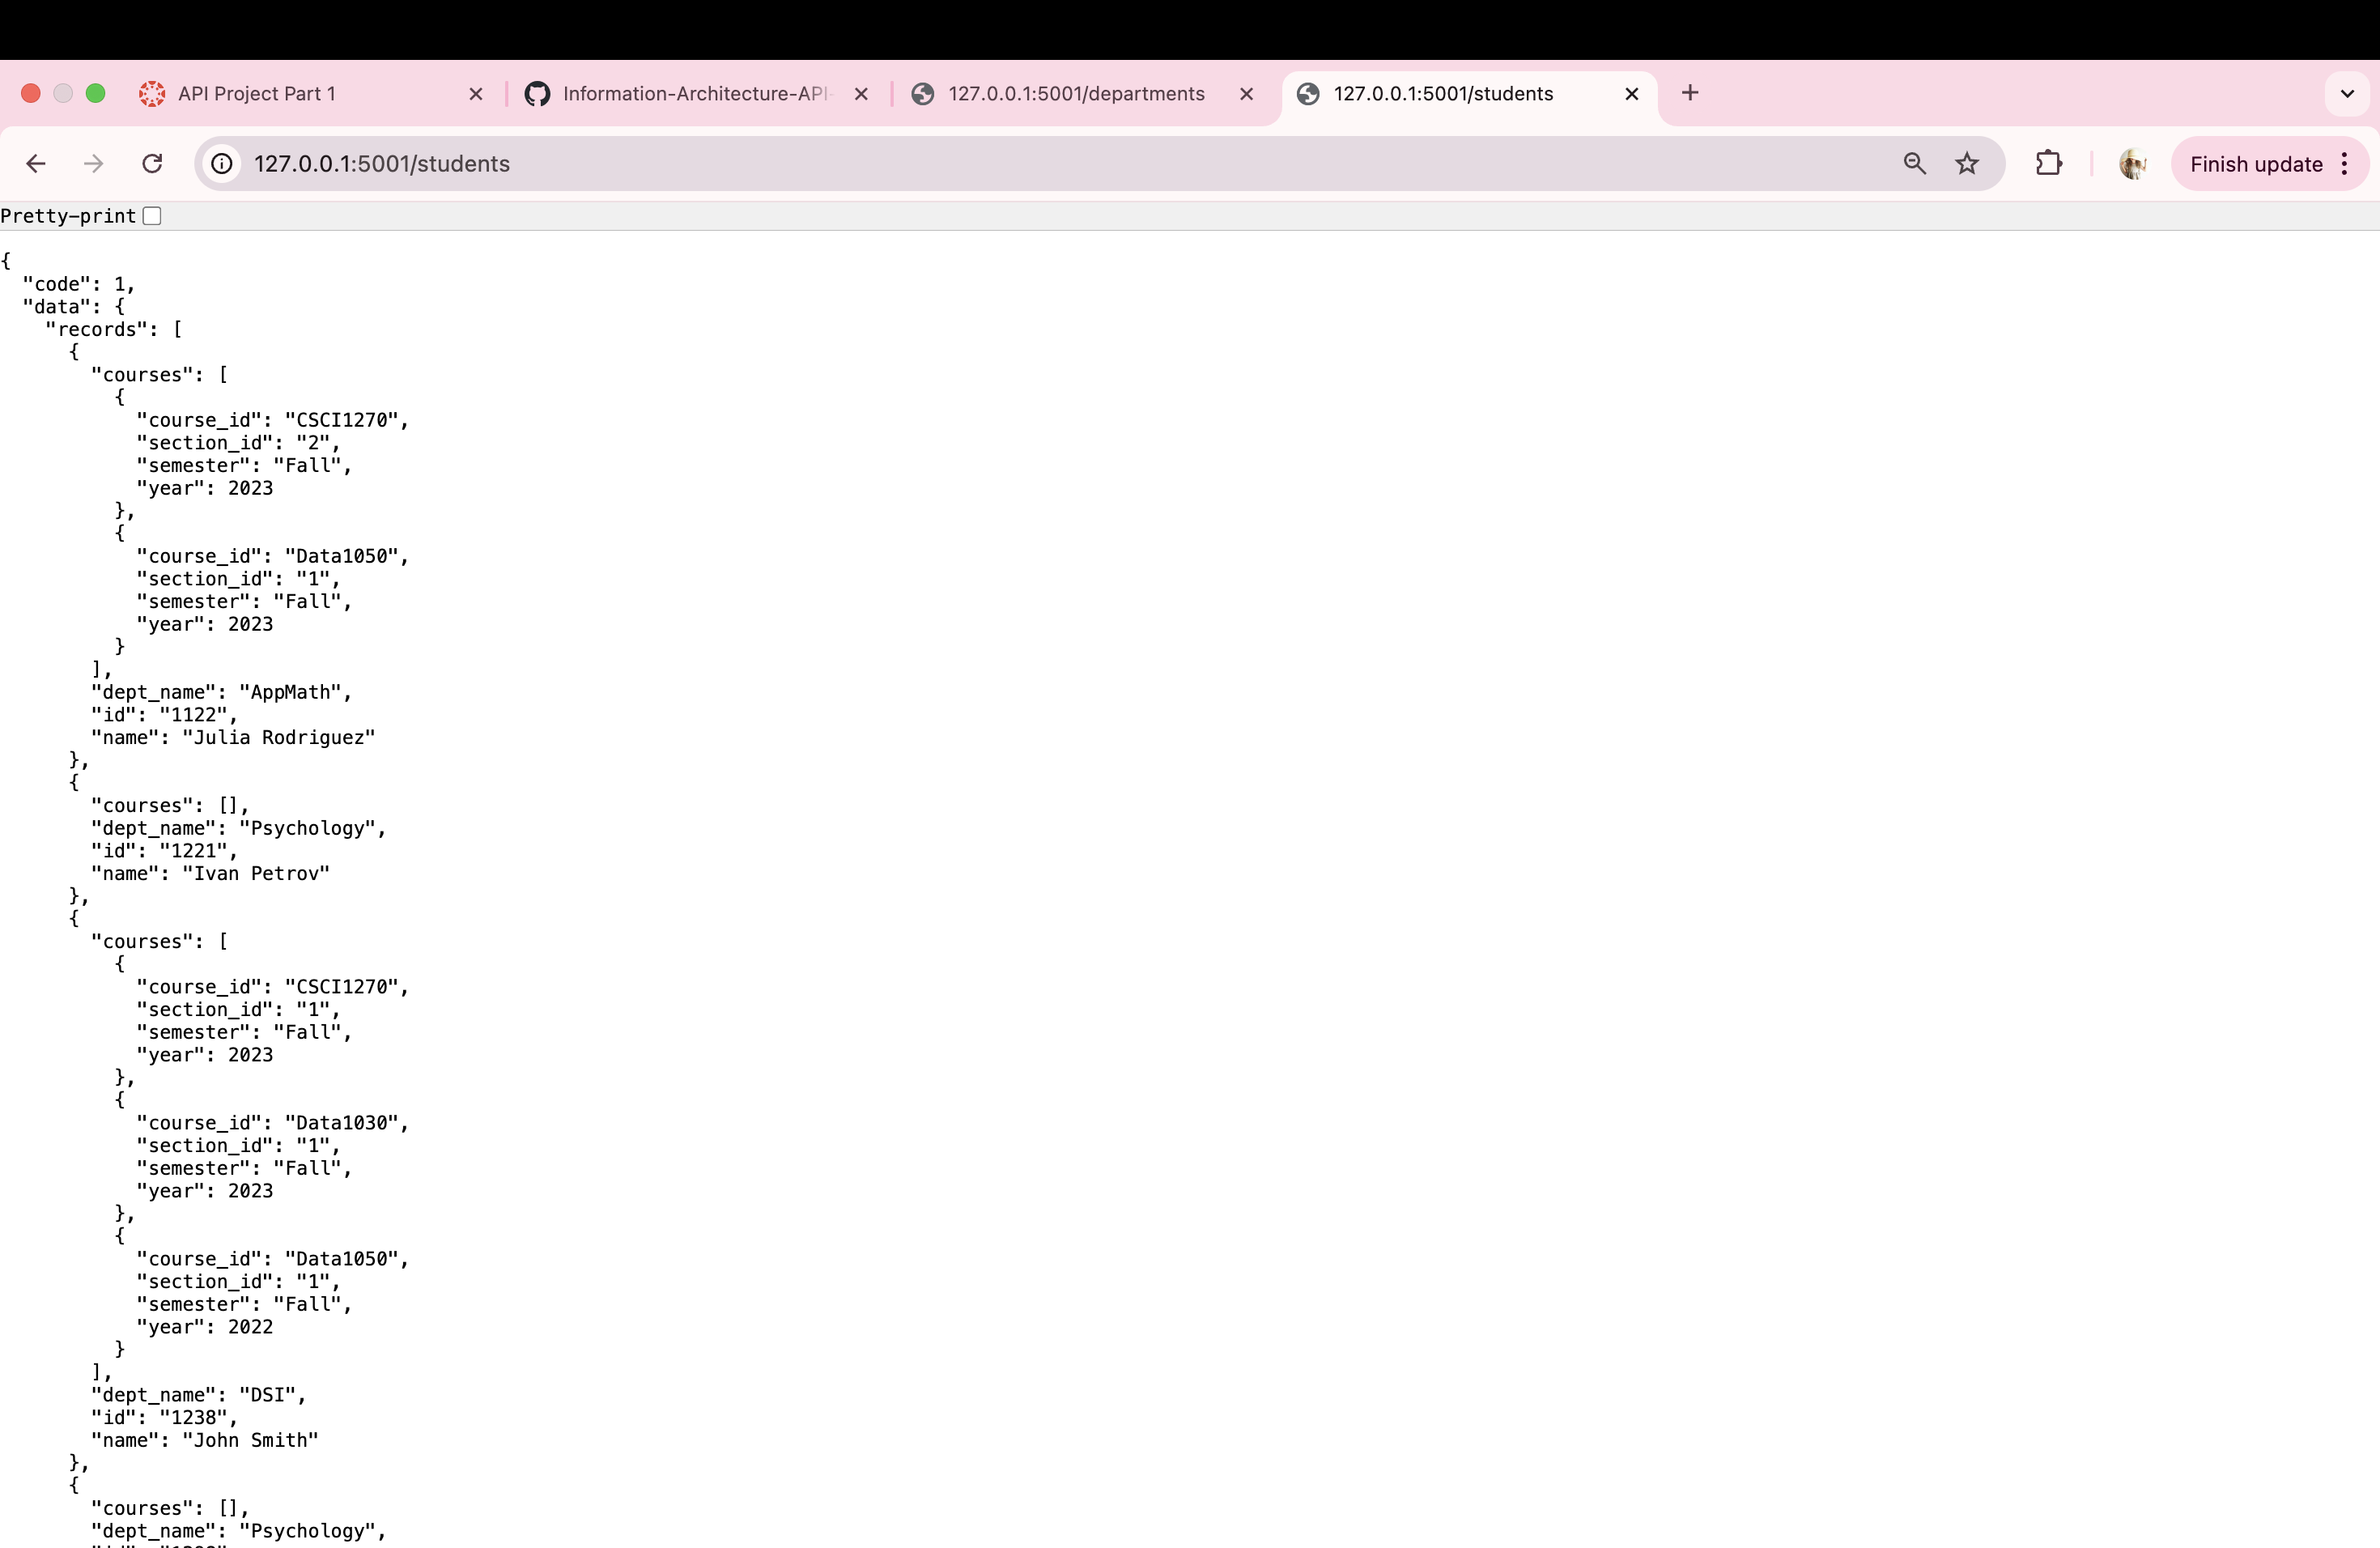 API Project Part 1
Information-Architecture-API-
127.0.0.1:5001/departments
127.0.0.1:5001/students
127.0.0.1:5001/students
Finish update
Pretty-print
{
"code": 1,
"data": {
"records": [
{
"courses": [
{
"course_id": "CSCI1270",
"section_id": "2",
"semester": "Fall",
"year": 2023
},
{
"course_id": "Data1050",
"section_id": "1",
"semester": "Fall",
"year": 2023
}
],
"dept_name": "AppMath",
"id": "1122",
"name": "Julia Rodriguez"
},
{
"courses": [],
"dept_name": "Psychology",
"id": "1221",
"name": "Ivan Petrov"
},
{
"courses": [
{
"course_id": "CSCI1270",
"section_id": "1",
"semester": "Fall",
"year": 2023
},
{
"course_id": "Data1030",
"section_id": "1",
"semester": "Fall",
"year": 2023
},
{
"course_id": "Data1050",
"section_id": "1",
"semester": "Fall",
"year": 2022
}
],
"dept_name": "DSI",
"id": "1238",
"name": "John Smith"
},
{
"courses": [],
"dept_name": "Psychology",